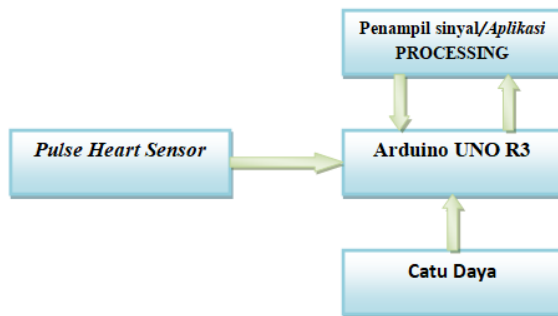 Penampil sinyal/Aplikasi
PROCESSING
Pulse Heart Sensor
Arduino UNO R3
Catu Daya